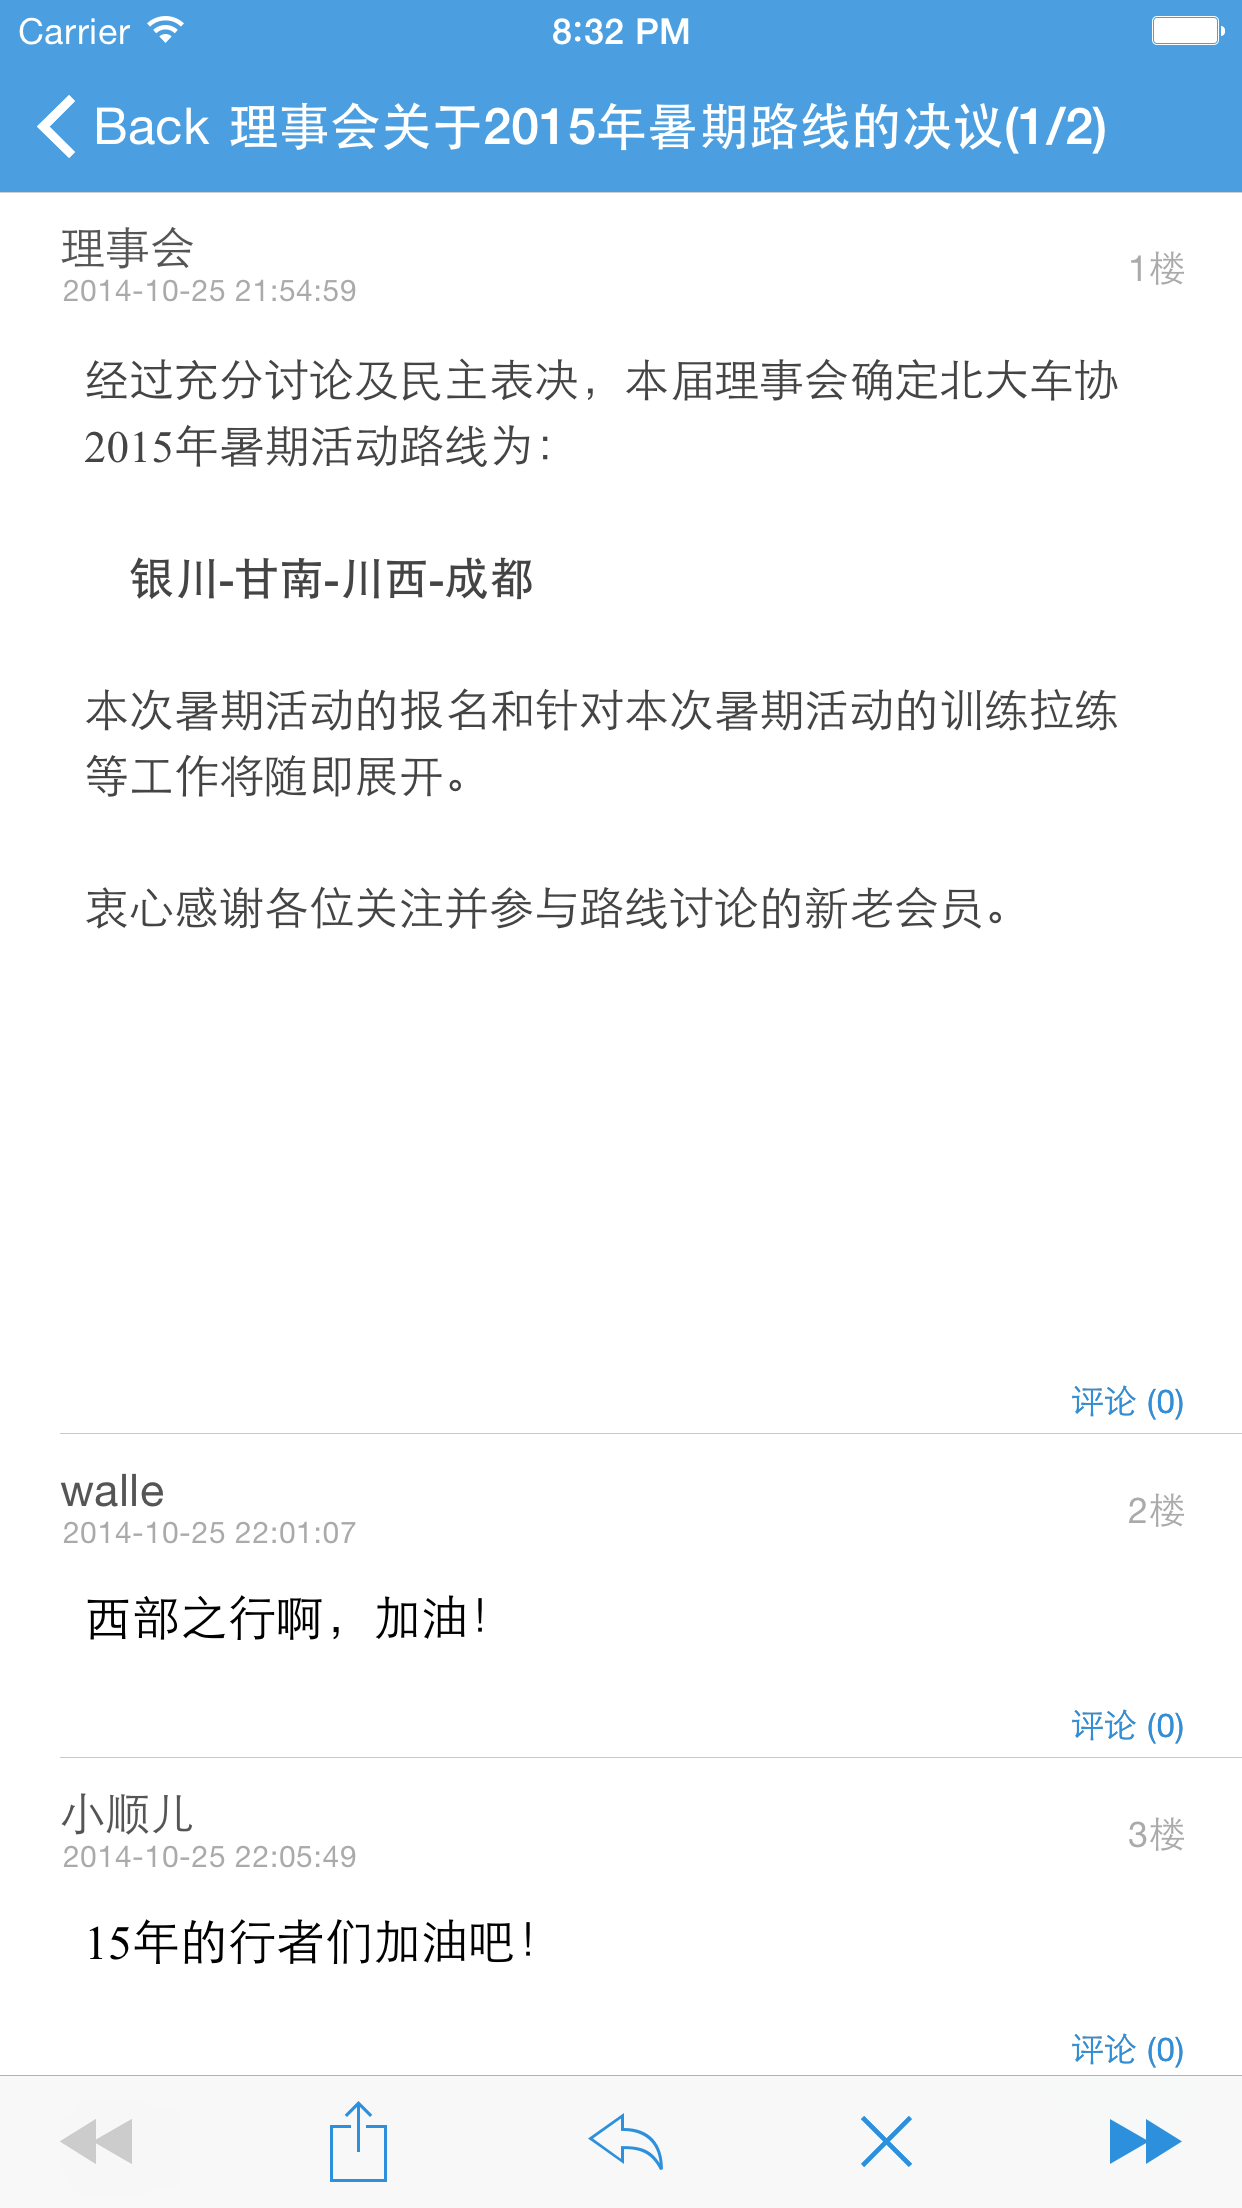 Carrier 8:32 PM
Back 理事会关于2015年暑期路线的决议(1/2)
理事会
1楼
2014-10-25 21:54:59
经过充分讨论及民主表决，本届理事会确定北大车协
2015年暑期活动路线为：
银川-甘南-川西-成都
本次暑期活动的报名和针对本次暑期活动的训练拉练
等工作将随即展开。
衷心感谢各位关注并参与路线讨论的新老会员。
评论 (0)
walle
2楼
2014-10-25 22:01:07
西部之行啊，加油！
评论 (0)
小顺儿
3楼
2014-10-25 22:05:49
15年的行者们加油吧！
评论 (0)